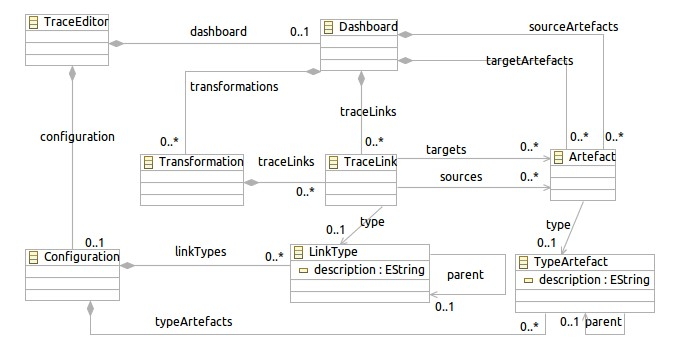 TraceEditor
dashboard
0..1
Dashboard
sourceArtefacts
targetArtefacts
transformations
traceLinks
configuration
0..*
0..*
0..*
0..*
Transformation
traceLinks
0..*
TraceLink
targets
0..*
sources
0..*
Artefact
type
0..1
type
0..1
0..1
Configuration
linkTypes
0..*
LinkType
description : EString
parent
0..1
TypeArtefact
description : EString
typeArtefacts
0..*
0..1
parent